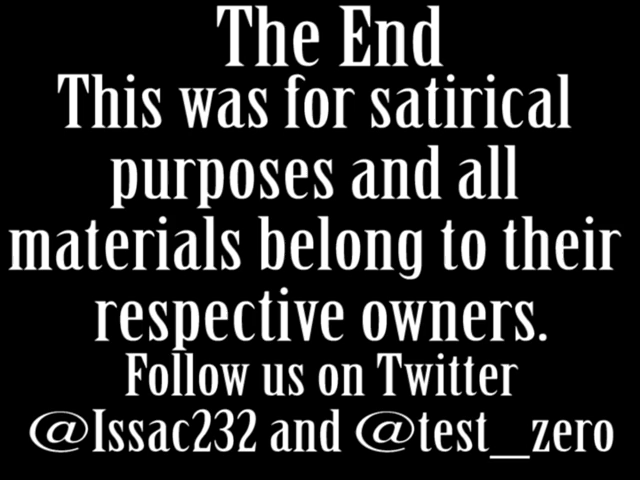 The End
This was for satirical
purposes and all
materials belong to their
respective owners.
Follow us on Twitter
@Issac232 and @test_zero